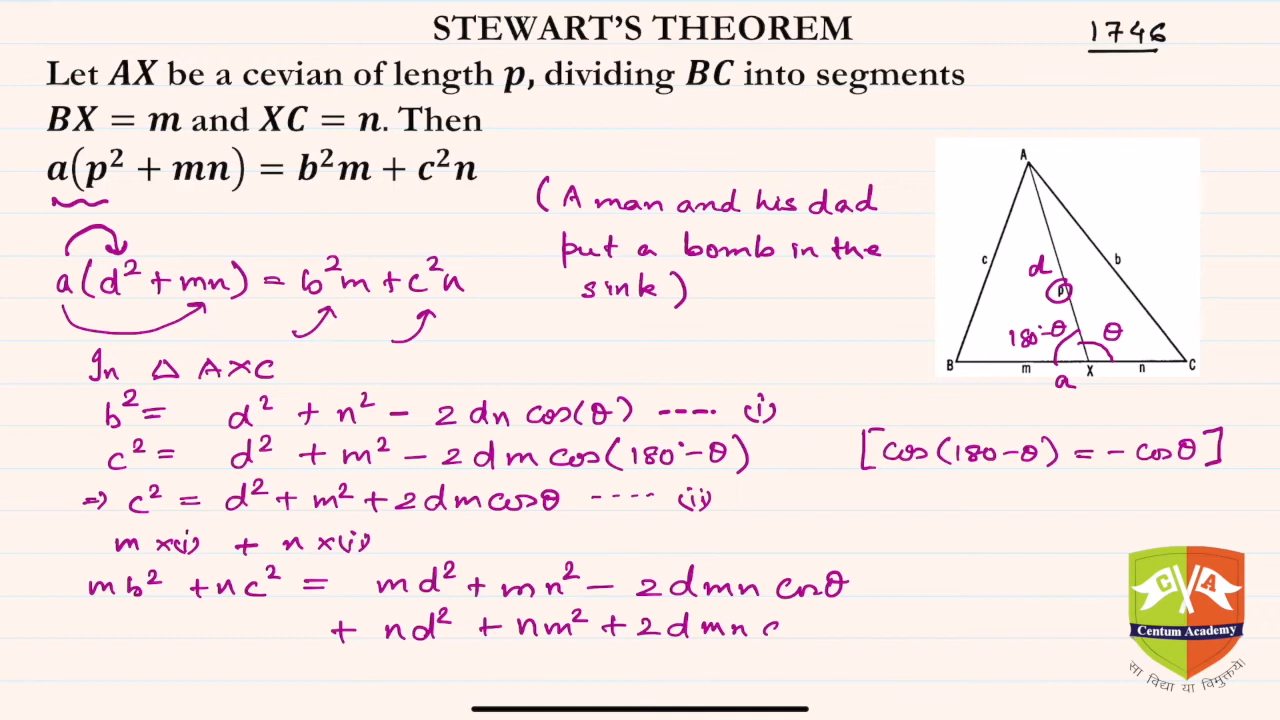 STEWART'S THEOREM
1746
Let AX be a cevian of length p, dividing BC into segments
BX = m and XC = n. Then
a(p² + mn) = b²m + c²n
(A man and his dad
put a bomb in the
sink)
a(d² + mn) = b²m + c²n
A
c
b
d
p
180°-θ
θ
B
m
X
n
C
a
In △ AXC
b² = d² + n² - 2dn cos(θ) ---- (i)
c² = d² + m² - 2dm cos(180°-θ)
[cos(180-θ) = - cosθ]
⇒ c² = d² + m² + 2dm cosθ ---- (ii)
m x(i) + n x(i)
mb² + nc² = md² + mn² - 2dmn cosθ
+ nd² + nm² + 2dmn c
C A
Centum Academy
सा विद्या या विमुक्तये।